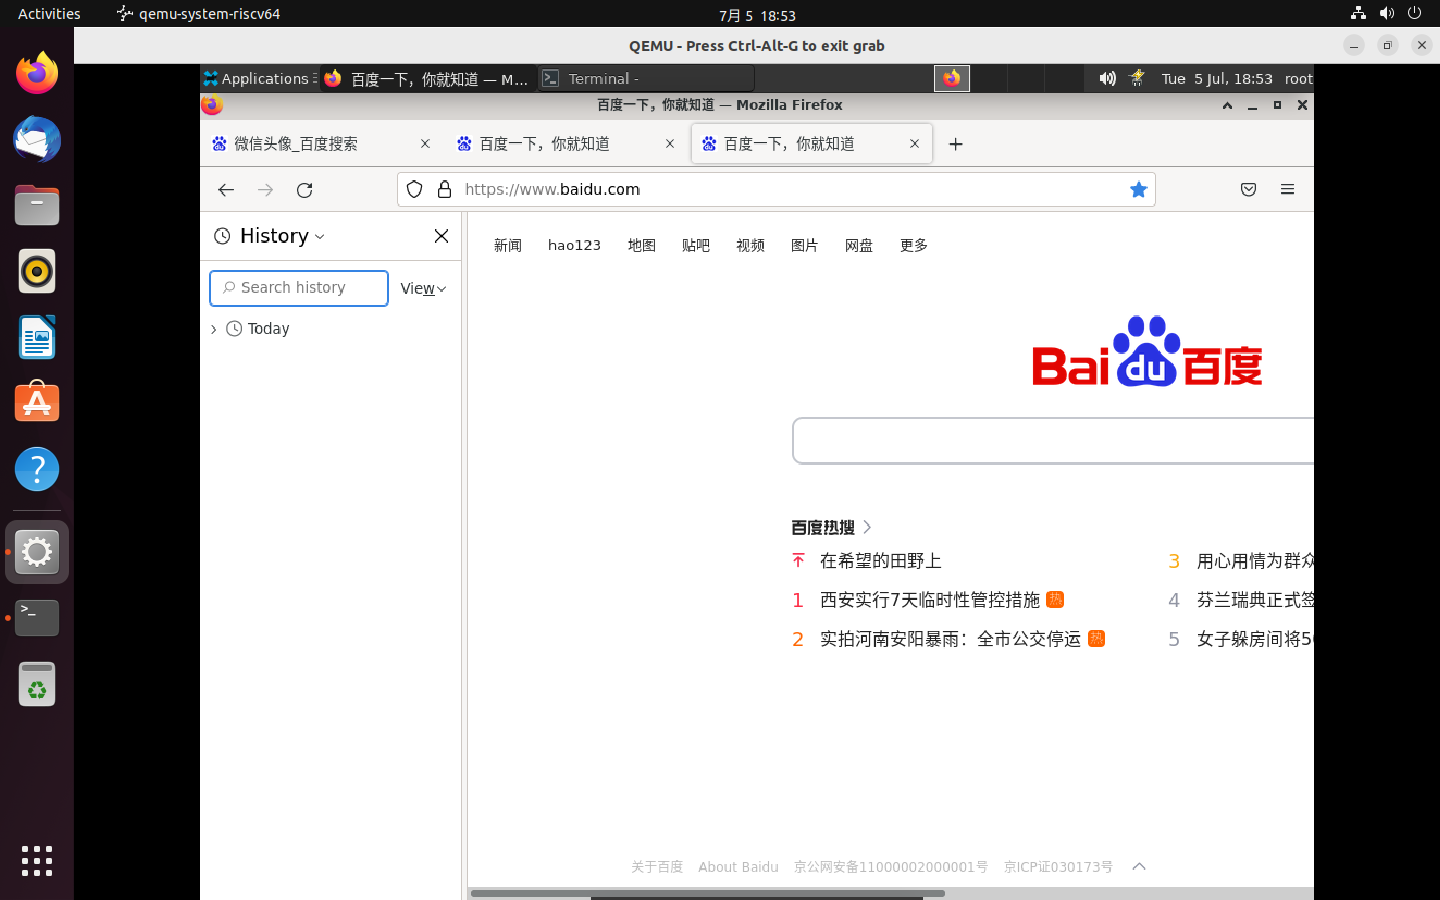 Activities
qemu-system-riscv64
7月 5 18:53
QEMU - Press Ctrl-Alt-G to exit grab
Applications
百度一下，你就知道 — M...
Terminal -
Tue 5 Jul, 18:53
root
百度一下，你就知道 — Mozilla Firefox
微信头像_百度搜索
百度一下，你就知道
百度一下，你就知道
https://www.baidu.com
History
Search history
View
Today
新闻
hao123
地图
贴吧
视频
图片
网盘
更多
Bai du 百度
百度热搜
在希望的田野上
3 用心用情为群众
1 西安实行7天临时性管控措施 热
4 芬兰瑞典正式签
2 实拍河南安阳暴雨：全市公交停运 热
5 女子躲房间将5
关于百度
About Baidu
京公网安备11000002000001号
京ICP证030173号